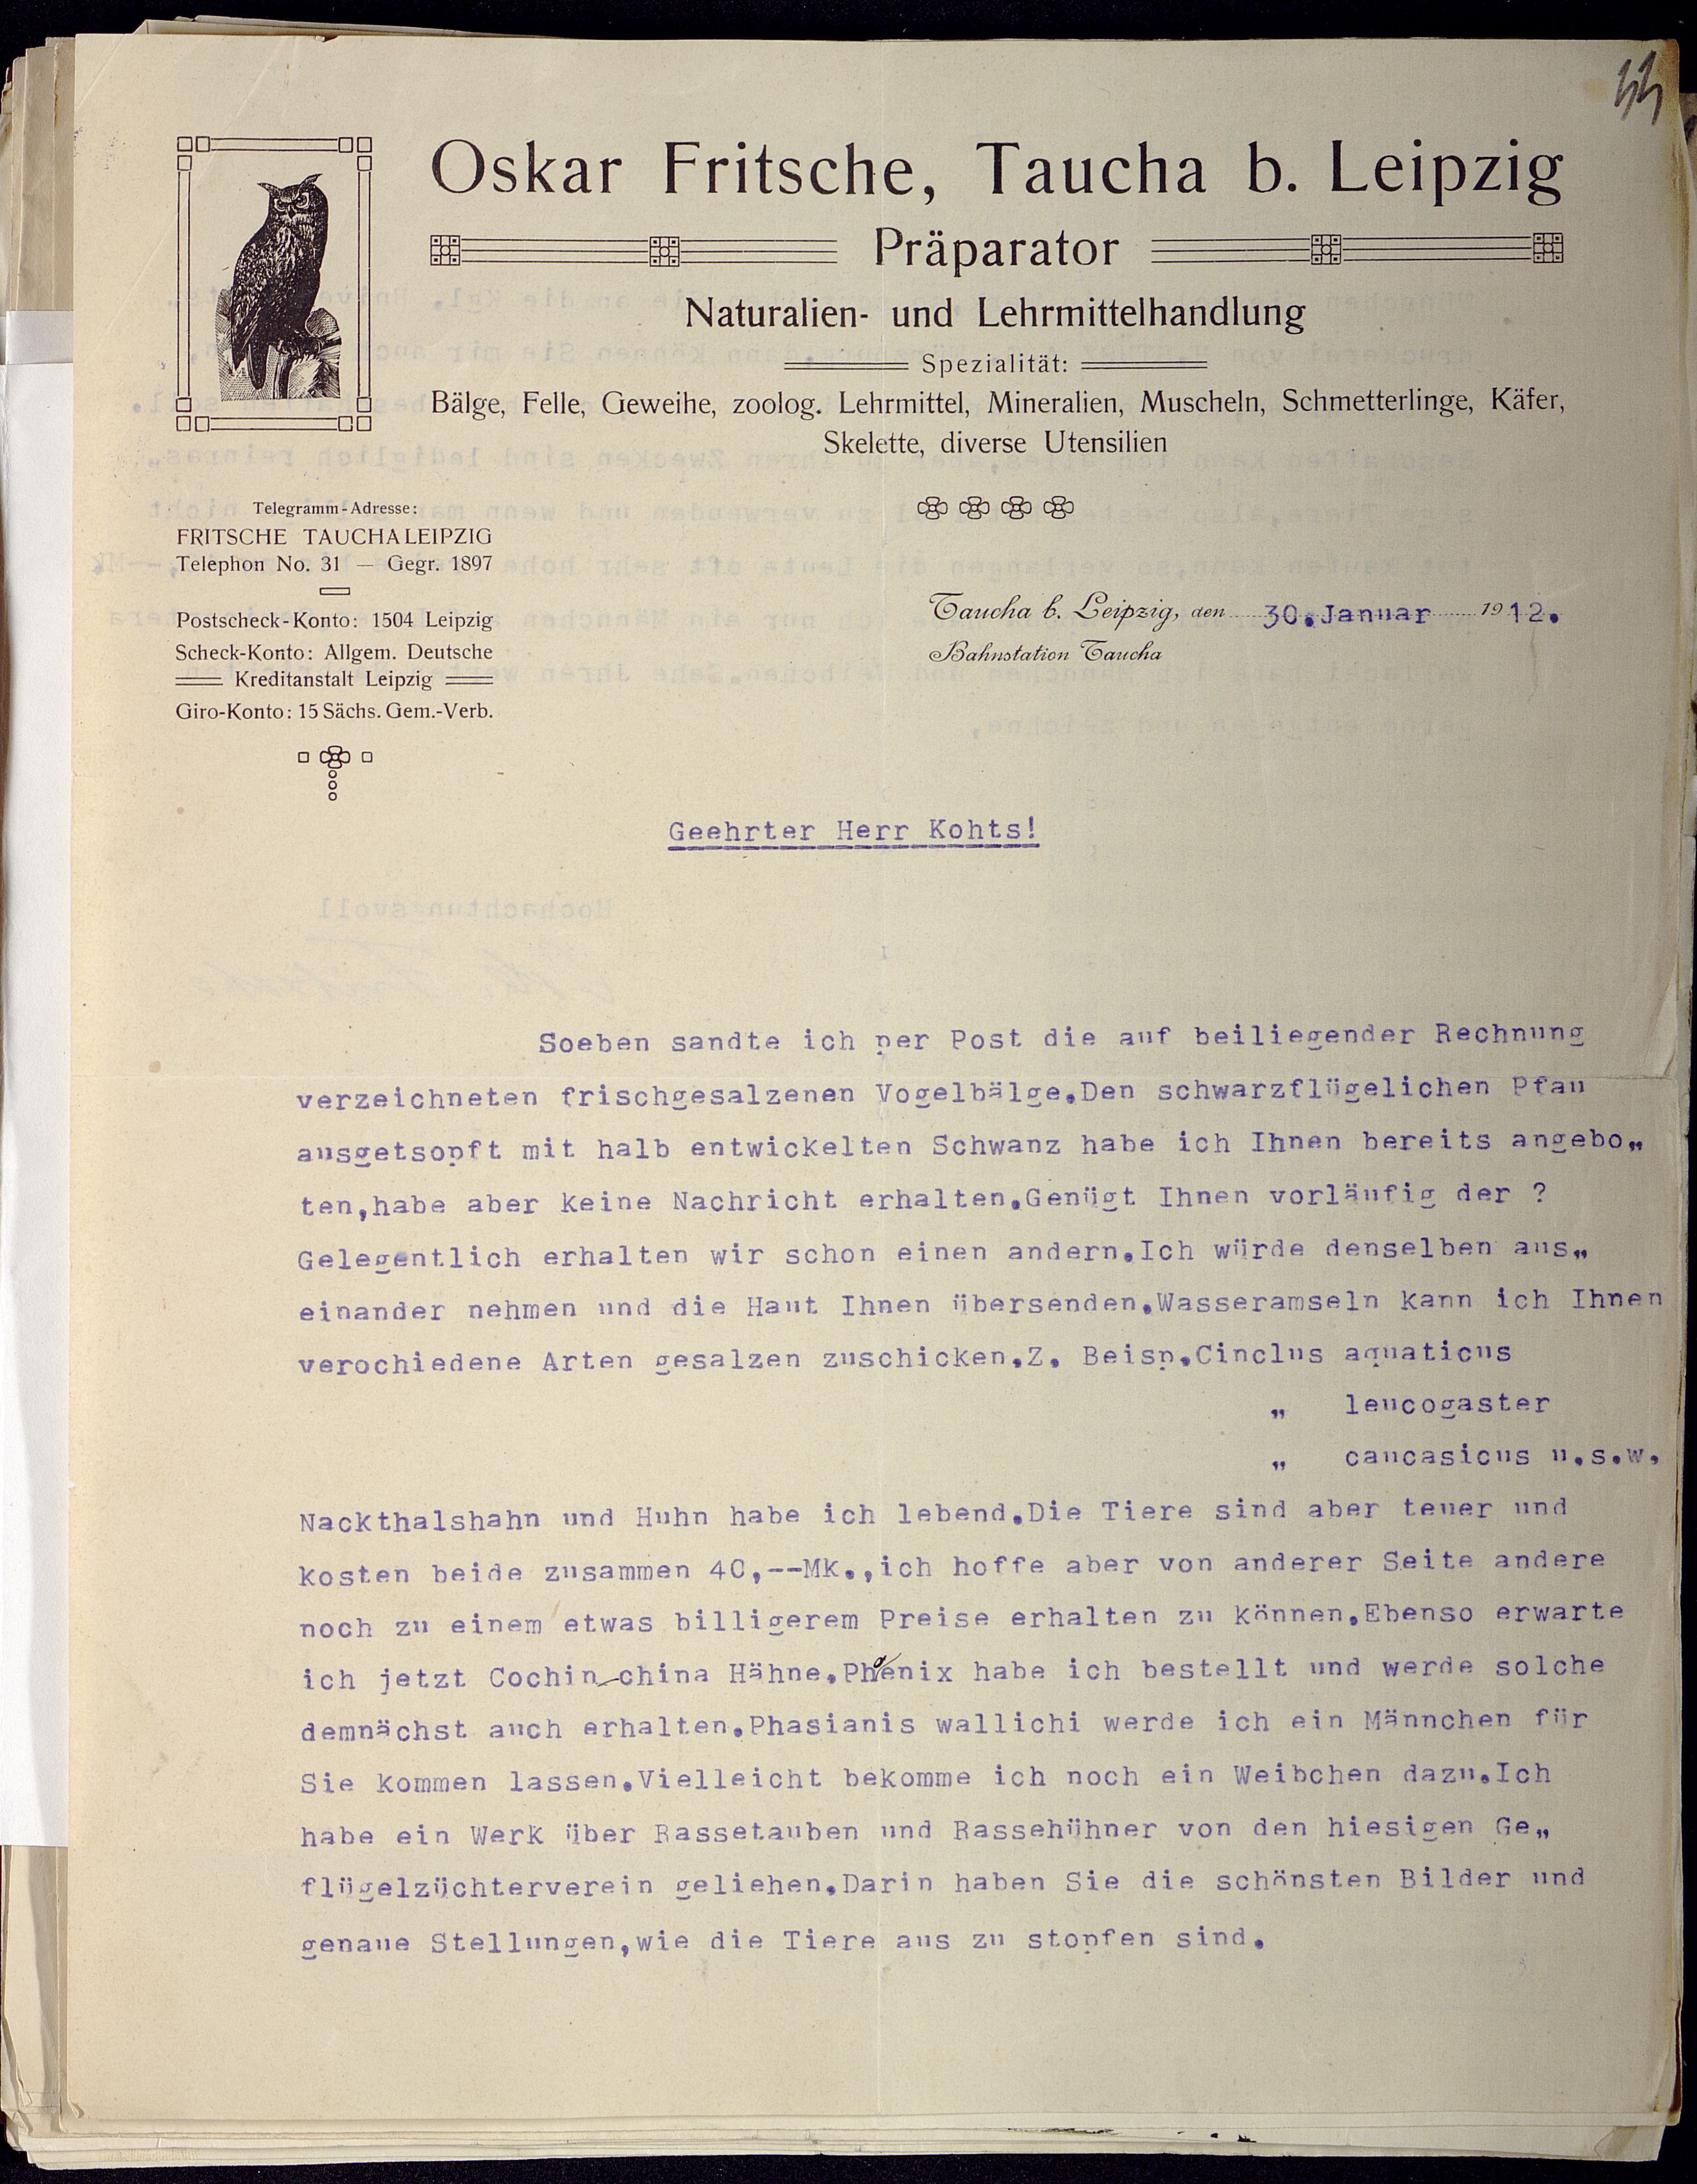 44
Oskar Fritsche, Taucha b. Leipzig
Präparator
Naturalien- und Lehrmittelhandlung
Spezialität:
Bälge, Felle, Geweihe, zoolog. Lehrmittel, Mineralien, Muscheln, Schmetterlinge, Käfer,
Skelette, diverse Utensilien
Telegramm-Adresse:
FRITSCHE TAUCHALEIPZIG
Telephon No. 31 — Gegr. 1897
Postscheck-Konto: 1504 Leipzig
Scheck-Konto: Allgem. Deutsche
Kreditanstalt Leipzig
Giro-Konto: 15 Sächs. Gem.-Verb.
Taucha b. Leipzig, den 30.Januar 1912.
Bahnstation Taucha
Geehrter Herr Kohts!
Soeben sandte ich per Post die auf beiliegender Rechnung
verzeichneten frischgesalzenen Vogelbälge.Den schwarzflügelichen Pfau
ausgetsopft mit halb entwickelten Schwanz habe ich Ihnen bereits angebo„
ten,habe aber keine Nachricht erhalten.Genügt Ihnen vorläufig der ?
Gelegentlich erhalten wir schon einen andern.Ich würde denselben aus„
einander nehmen und die Haut Ihnen übersenden.Wasseramseln kann ich Ihnen
verochiedene Arten gesalzen zuschicken.Z. Beisp.Cinclus aquaticus
„ leucogaster
„ caucasicus u.s.w.
Nackthalshahn und Huhn habe ich lebend.Die Tiere sind aber teuer und
kosten beide zusammen 40,--Mk.,ich hoffe aber von anderer Seite andere
noch zu einem etwas billigerem Preise erhalten zu können.Ebenso erwarte
ich jetzt Cochin-china Hähne.Phoenix habe ich bestellt und werde solche
demnächst auch erhalten.Phasianis wallichi werde ich ein Männchen für
Sie kommen lassen.Vielleicht bekomme ich noch ein Weibchen dazu.Ich
habe ein Werk über Rassetauben und Rassehühner von den hiesigen Ge„
flügelzüchterverein geliehen.Darin haben Sie die schönsten Bilder und
genaue Stellungen,wie die Tiere aus zu stopfen sind.